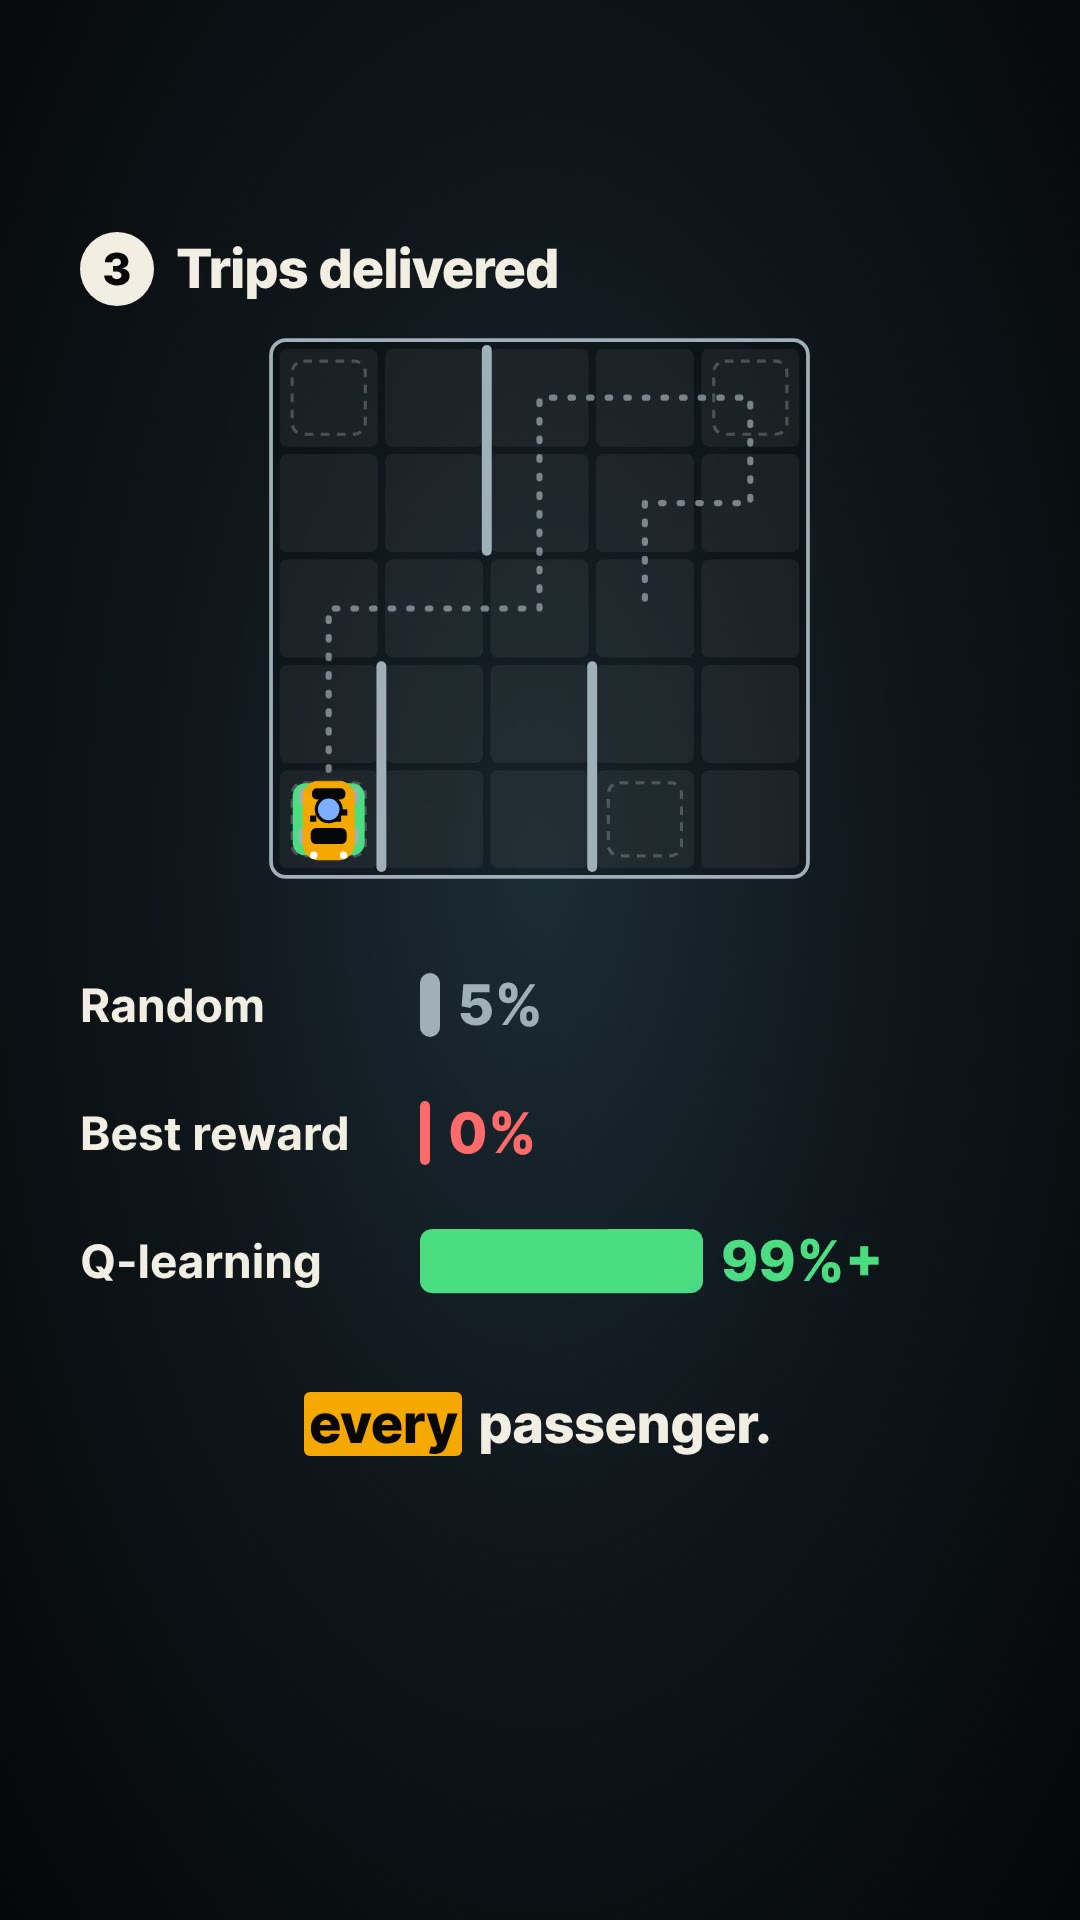 3 Trips delivered
Random 5%
Best reward 0%
Q-learning 99%+
every passenger.